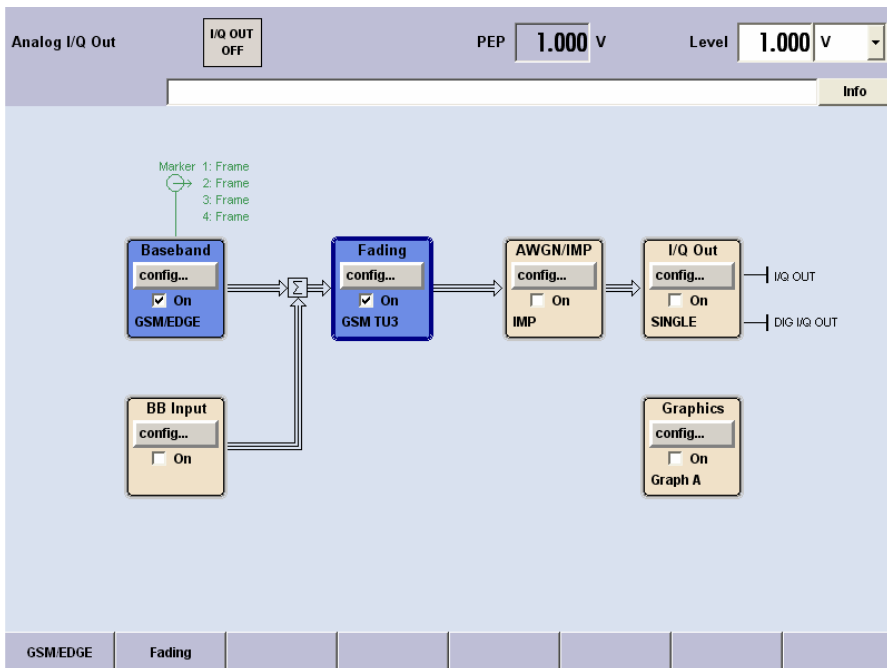 Analog I/Q Out
I/Q OUT
OFF
PEP 1.000 V
Level 1.000 V
Info
Marker 1: Frame
2: Frame
3: Frame
4: Frame
Baseband
config...
On
GSM/EDGE
Σ
Fading
config...
On
GSM TU3
AWGN/IMP
config...
On
IMP
I/Q Out
config...
On
SINGLE
I/Q OUT
DIG I/Q OUT
BB Input
config...
On
Graphics
config...
On
Graph A
GSM/EDGE
Fading